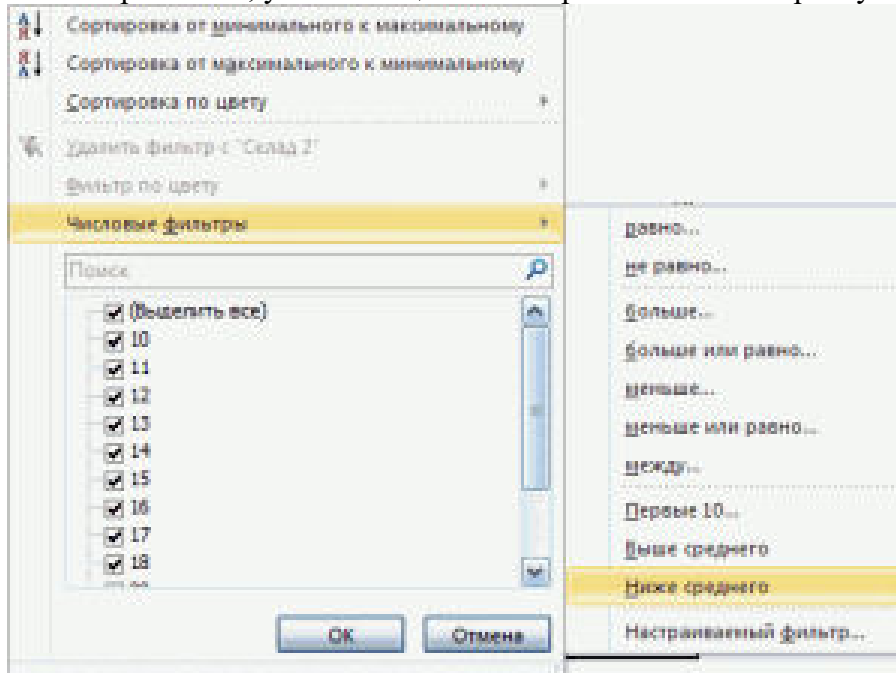 Сортировка от минимального к максимальному
Сортировка от максимального к минимальному
Сортировка по цвету
Удалить фильтр с "Склад 2"
Фильтр по цвету
Числовые фильтры
Поиск
(Выделить все)
10
11
12
13
14
15
16
17
18
ОК
Отмена
равно...
не равно...
больше...
больше или равно...
меньше...
меньше или равно...
между...
Первые 10...
Выше среднего
Ниже среднего
Настраиваемый фильтр...